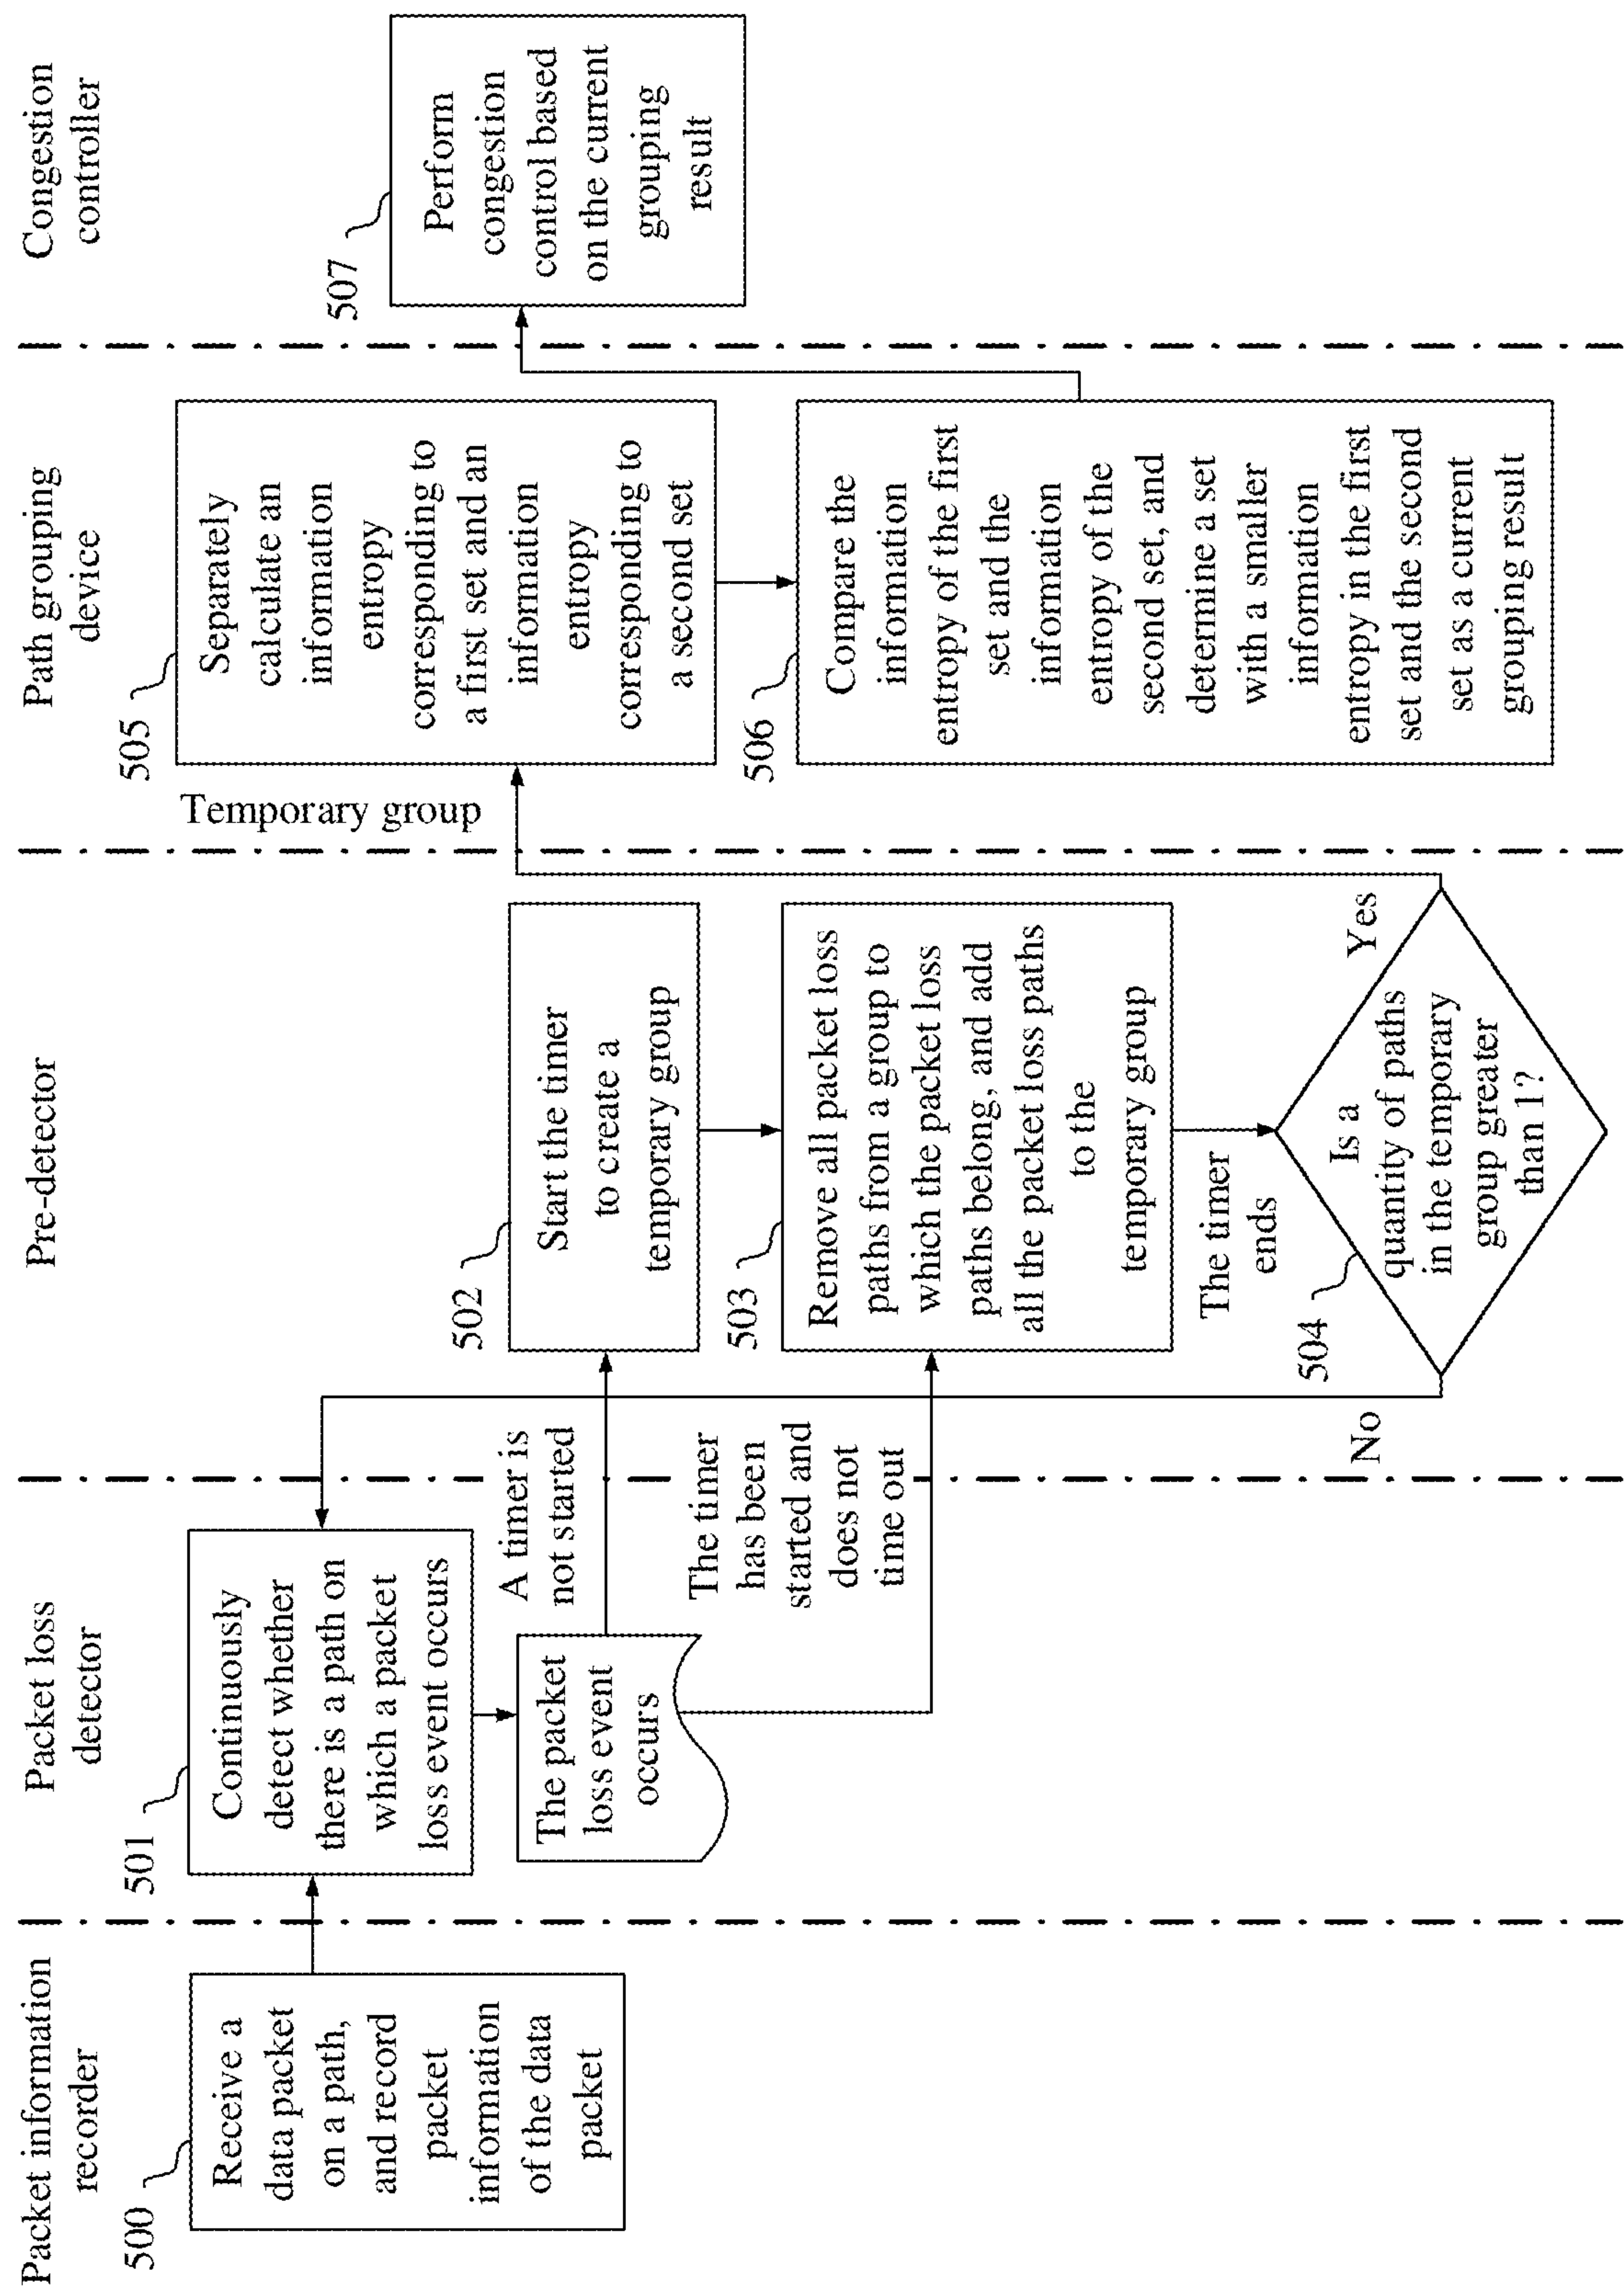 Packet information
recorder
500
Receive a
data packet
on a path,
and record
packet
information
of the data
packet
Packet loss
detector
501
Continuously
detect whether
there is a path on
which a packet
loss event occurs
The packet
loss event
occurs
A timer is
not started
The timer
has been
started and
does not
time out
Pre-detector
502
Start the timer
to create a
temporary group
503
Remove all packet loss
paths from a group to
which the packet loss
paths belong, and add
all the packet loss paths
to the
temporary group
The timer
ends
504
Is a
quantity of paths
in the temporary
group greater
than 1?
No
Yes
Path grouping
device
Temporary group
505
Separately
calculate an
information
entropy
corresponding to
a first set and an
information
entropy
corresponding to
a second set
506
Compare the
information
entropy of the first
set and the
information
entropy of the
second set, and
determine a set
with a smaller
information
entropy in the first
set and the second
set as a current
grouping result
Congestion
controller
507
Perform
congestion
control based
on the current
grouping
result